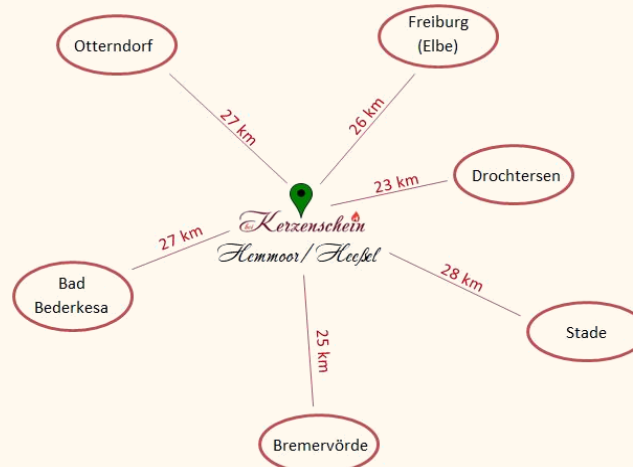 Otterndorf
Freiburg
(Elbe)
27 km
26 km
Drochtersen
23 km
bei Kerzenschein
Hemmoor/ Heeßel
27 km
28 km
Bad
Bederkesa
Stade
25 km
Bremervörde